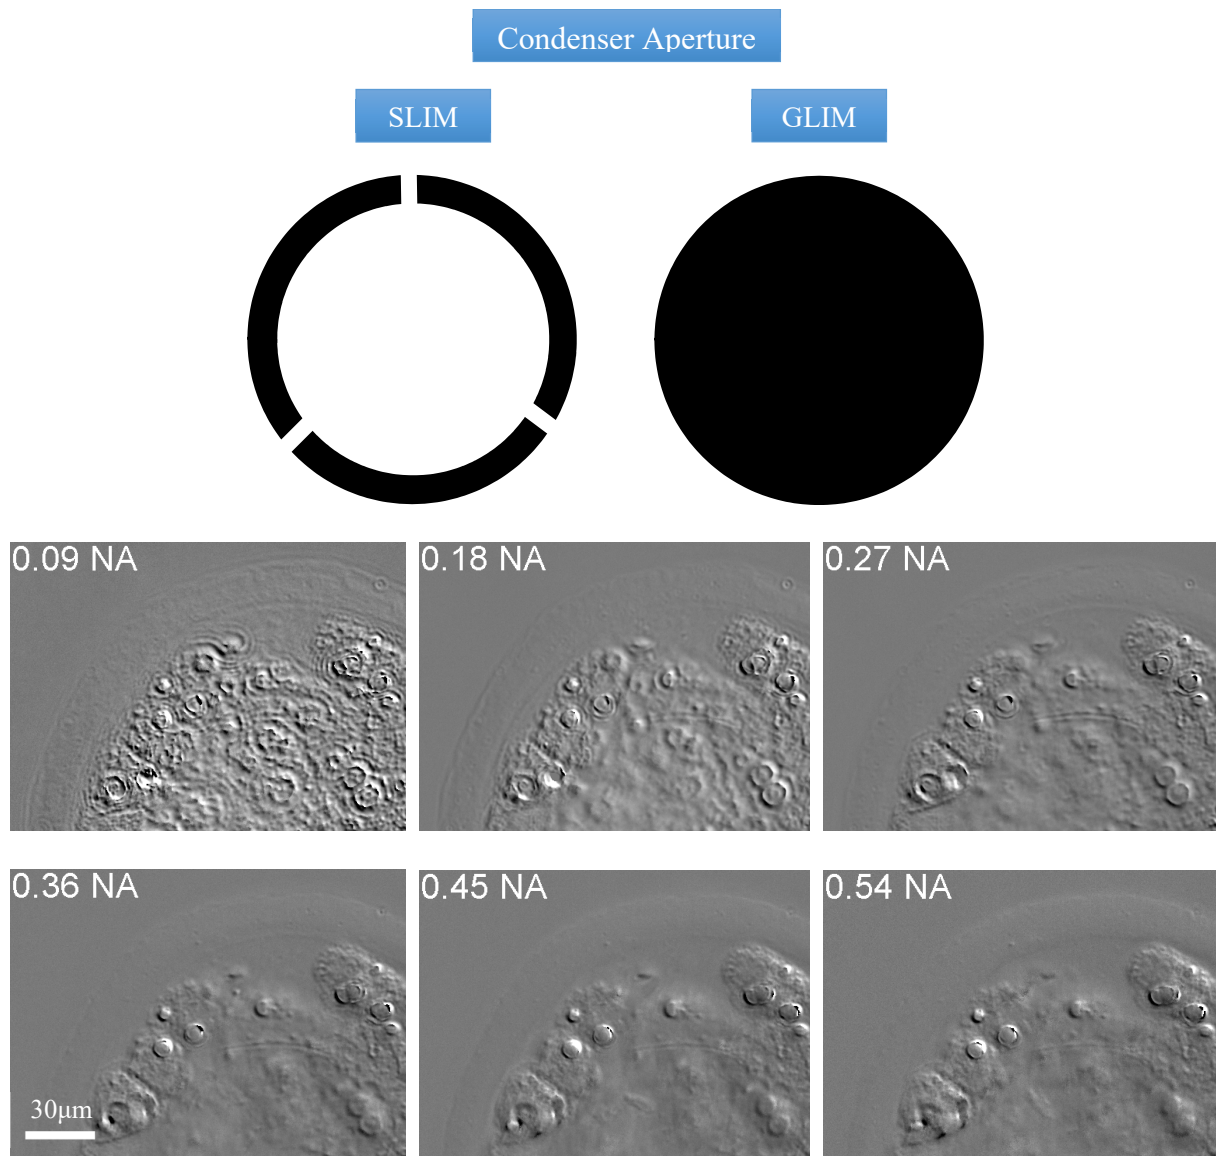 Condenser Aperture
SLIM
GLIM
0.09 NA
0.18 NA
0.27 NA
0.36 NA
0.45 NA
0.54 NA
30μm